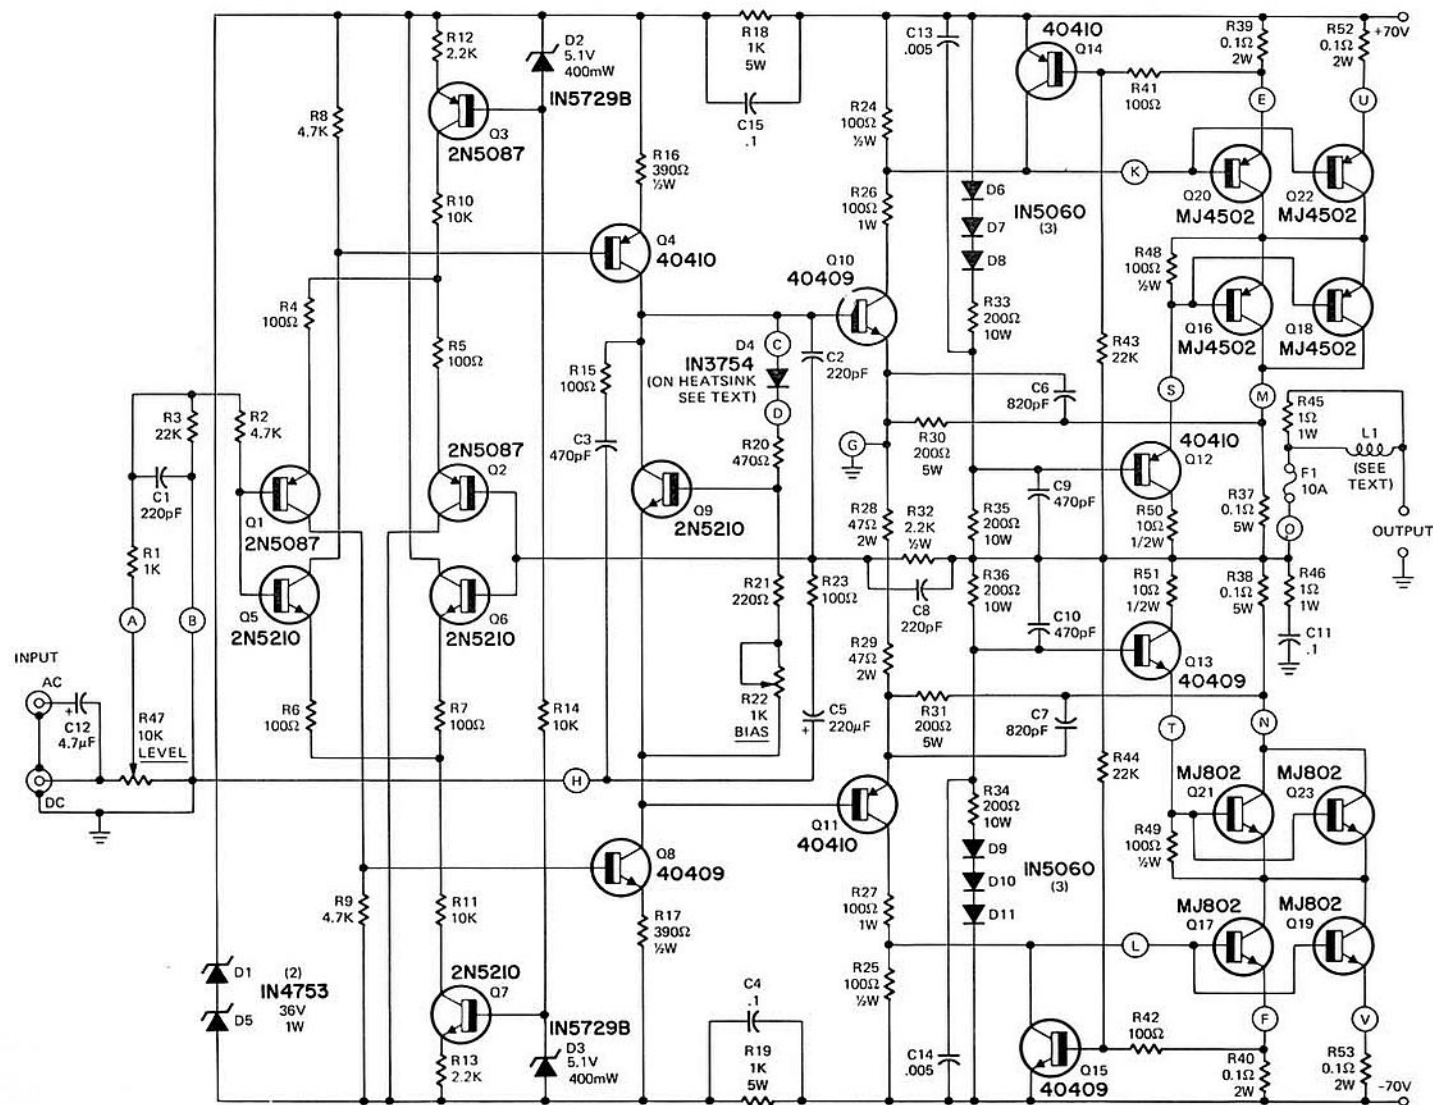 R12
2.2K
D2
5.1V
400mW
IN5729B
R18
1K
5W
C15
.1
C13
.005
40410
Q14
R39
0.1Ω
2W
R52
0.1Ω
2W
+70V
R41
100Ω
R8
4.7K
Q3
2N5087
R24
100Ω
½W
E
U
R16
390Ω
½W
K
Q20
MJ4502
Q22
MJ4502
R10
10K
R26
100Ω
1W
D6
D7
D8
IN5060
(3)
Q4
40410
Q10
40409
R48
100Ω
½W
R4
100Ω
R5
100Ω
R33
200Ω
10W
Q16
MJ4502
Q18
MJ4502
R43
22K
C
D4
IN3754
(ON HEATSINK
SEE TEXT)
D
C2
220pF
R15
100Ω
C6
820pF
S
M
R45
1Ω
1W
L1
(SEE
TEXT)
R3
22K
R2
4.7K
C3
470pF
R20
470Ω
G
R30
200Ω
5W
40410
Q12
F1
10A
2N5087
Q2
C1
220pF
Q1
2N5087
Q9
2N5210
R28
47Ω
2W
R32
2.2K
½W
R35
200Ω
10W
C9
470pF
R50
10Ω
1/2W
R37
0.1Ω
5W
O
OUTPUT
R1
1K
A
B
Q5
2N5210
Q6
2N5210
R21
220Ω
R23
100Ω
C8
220pF
R36
200Ω
10W
C10
470pF
R51
10Ω
1/2W
R38
0.1Ω
5W
R46
1Ω
1W
C11
.1
INPUT
AC
+
C12
4.7µF
R47
10K
LEVEL
DC
R6
100Ω
R7
100Ω
R14
10K
R22
1K
BIAS
C5
220µF
+
R29
47Ω
2W
R31
200Ω
5W
C7
820pF
Q13
40409
T
N
H
R44
22K
Q11
40410
R34
200Ω
10W
MJ802
Q21
MJ802
Q23
R49
100Ω
½W
Q8
40409
D9
D10
D11
IN5060
(3)
R9
4.7K
R11
10K
R17
390Ω
½W
R27
100Ω
1W
L
MJ802
Q17
MJ802
Q19
D1
(2)
IN4753
36V
1W
D5
2N5210
Q7
R25
100Ω
½W
C4
.1
R19
1K
5W
IN5729B
D3
5.1V
400mW
R13
2.2K
C14
.005
Q15
40409
R42
100Ω
F
V
R40
0.1Ω
2W
R53
0.1Ω
2W
-70V